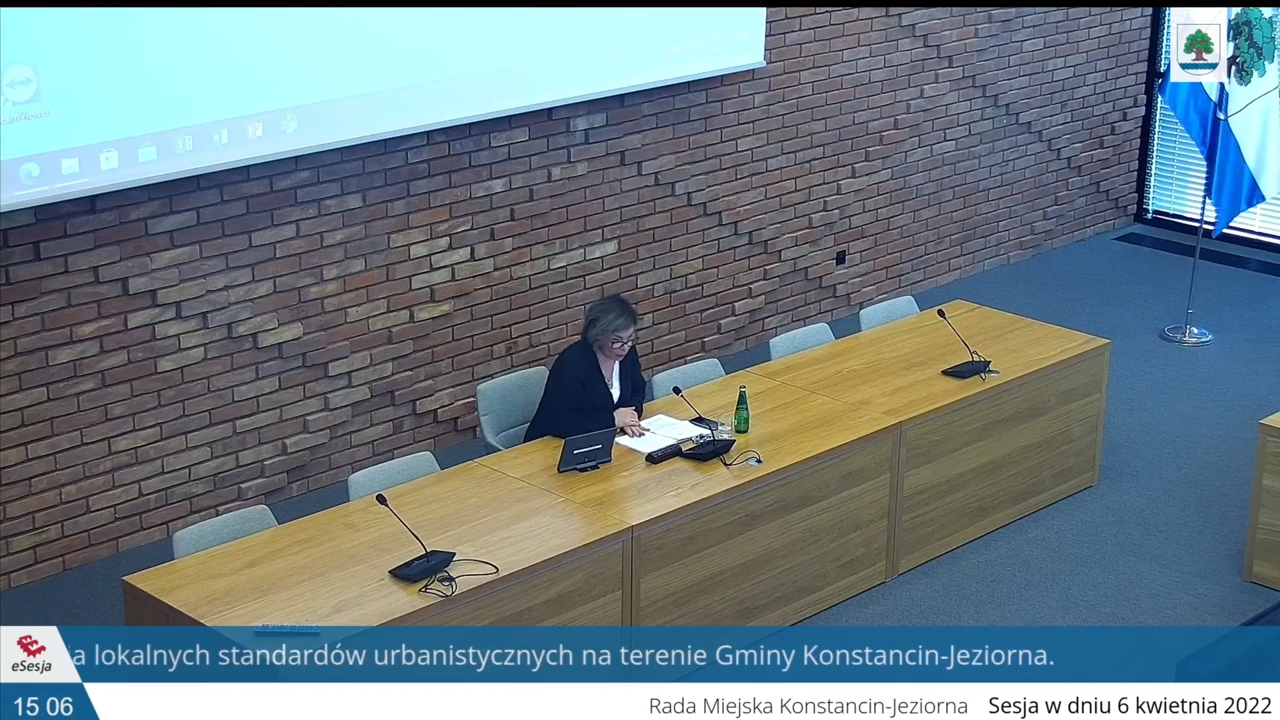 TeamViewer
a lokalnych standardów urbanistycznych na terenie Gminy Konstancin-Jeziorna.
eSesja
15 06
Rada Miejska Konstancin-Jeziorna Sesja w dniu 6 kwietnia 2022